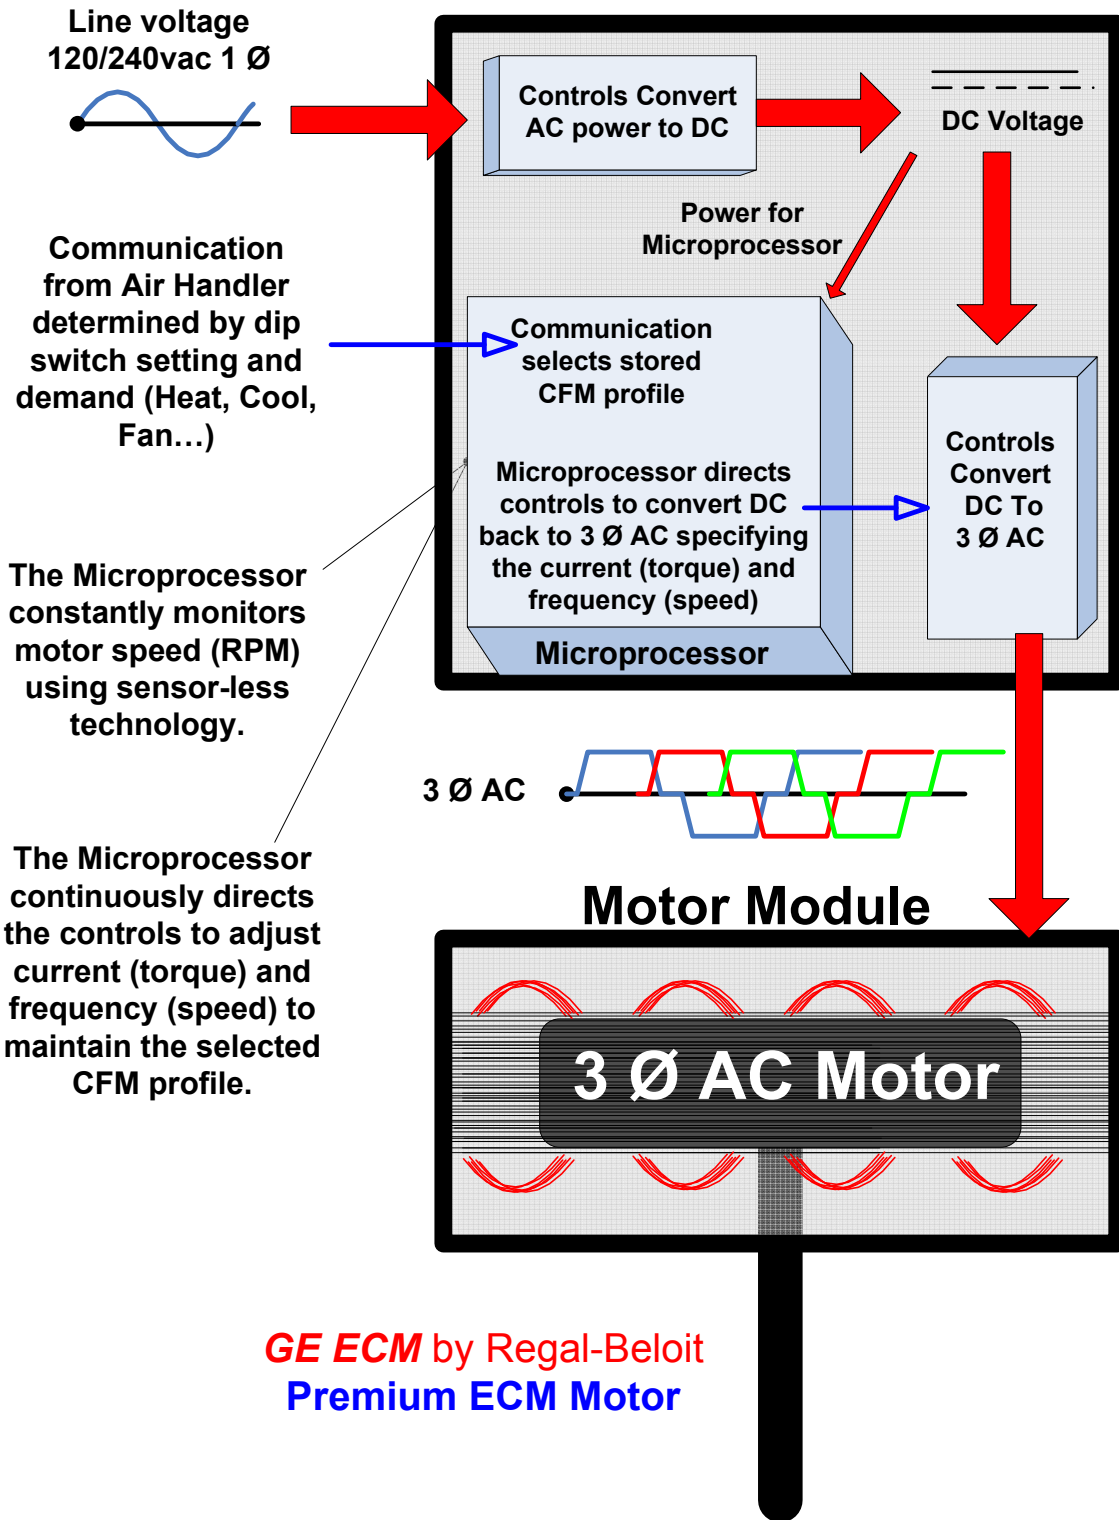 Line voltage
120/240vac 1 Ø
Controls Convert
AC power to DC
DC Voltage
Power for
Microprocessor
Communication
from Air Handler
determined by dip
switch setting and
demand (Heat, Cool,
Fan…)
Communication
selects stored
CFM profile
Microprocessor directs
controls to convert DC
back to 3 Ø AC specifying
the current (torque) and
frequency (speed)
Microprocessor
Controls
Convert
DC To
3 Ø AC
The Microprocessor
constantly monitors
motor speed (RPM)
using sensor-less
technology.
3 Ø AC
The Microprocessor
continuously directs
the controls to adjust
current (torque) and
frequency (speed) to
maintain the selected
CFM profile.
Motor Module
3 Ø AC Motor
GE ECM by Regal-Beloit
Premium ECM Motor